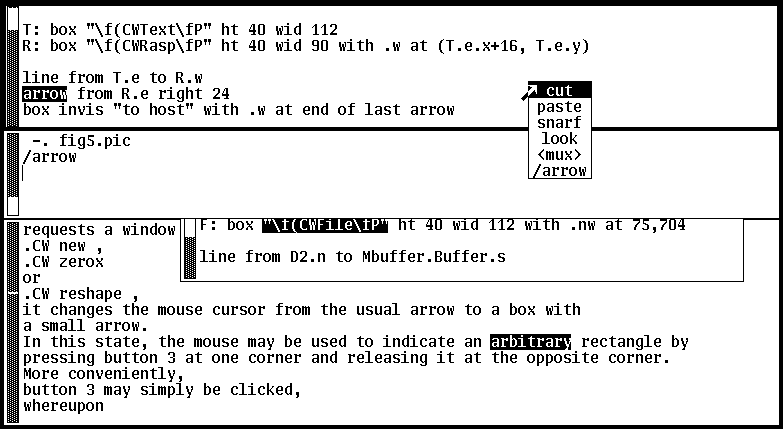 T: box "\f(CWText\fP" ht 40 wid 112
R: box "\f(CWRasp\fP" ht 40 wid 90 with .w at (T.e.x+16, T.e.y)
line from T.e to R.w
arrow from R.e right 24
box invis "to host" with .w at end of last arrow
cut
paste
snarf
look
<mux>
/arrow
-. fig5.pic
/arrow
F: box "\f(CWFile\fP" ht 40 wid 112 with .nw at 75,704
line from D2.n to Mbuffer.Buffer.s
requests a window
.CW new ,
.CW zerox
or
.CW reshape ,
it changes the mouse cursor from the usual arrow to a box with
a small arrow.
In this state, the mouse may be used to indicate an arbitrary rectangle by
pressing button 3 at one corner and releasing it at the opposite corner.
More conveniently,
button 3 may simply be clicked,
whereupon